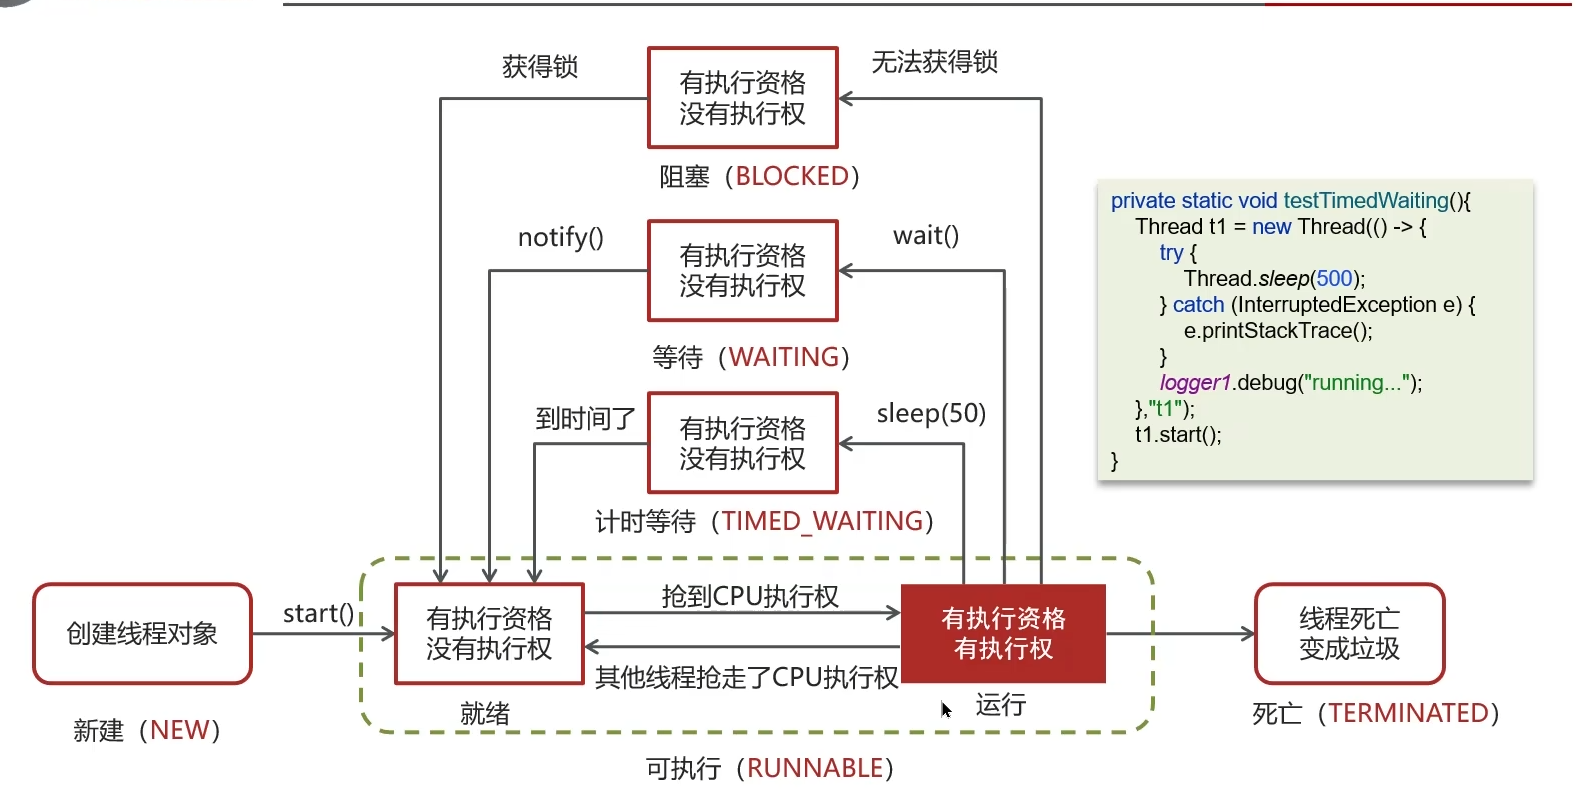 获得锁
有执行资格
没有执行权
无法获得锁
阻塞（BLOCKED）
notify()
有执行资格
没有执行权
wait()
等待（WAITING）
到时间了
有执行资格
没有执行权
sleep(50)
计时等待（TIMED_WAITING）
private static void testTimedWaiting(){
Thread t1 = new Thread(() -> {
try {
Thread.sleep(500);
} catch (InterruptedException e) {
e.printStackTrace();
}
logger1.debug("running...");
},"t1");
t1.start();
}
创建线程对象
start()
有执行资格
没有执行权
抢到CPU执行权
其他线程抢走了CPU执行权
有执行资格
有执行权
线程死亡
变成垃圾
新建（NEW）
就绪
运行
死亡（TERMINATED）
可执行（RUNNABLE）